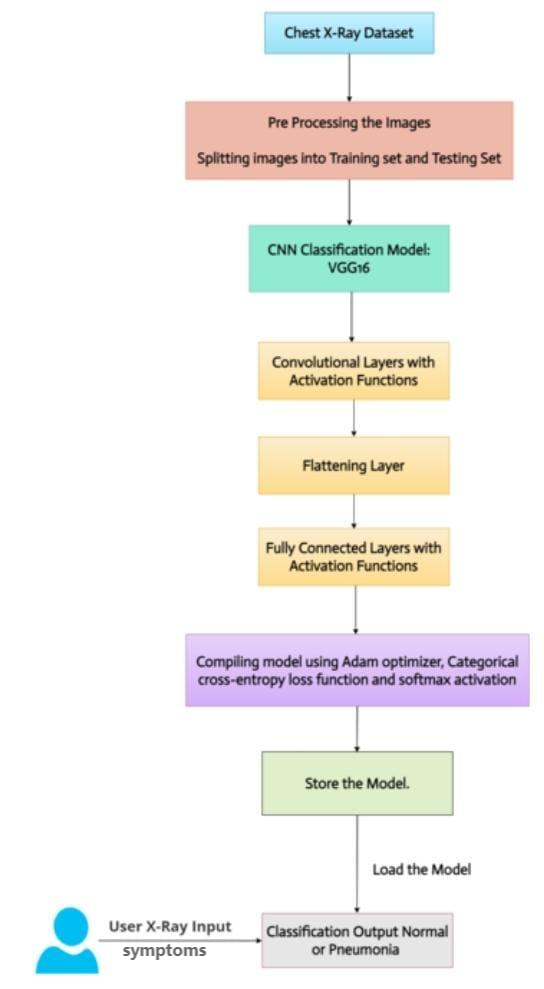 Chest X-Ray Dataset
Pre Processing the Images
Splitting images into Training set and Testing Set
CNN Classification Model:
VGG16
Convolutional Layers with
Activation Functions
Flattening Layer
Fully Connected Layers with
Activation Functions
Compiling model using Adam optimizer, Categorical
cross-entropy loss function and softmax activation
Store the Model.
Load the Model
User X-Ray Input
symptoms
Classification Output Normal
or Pneumonia